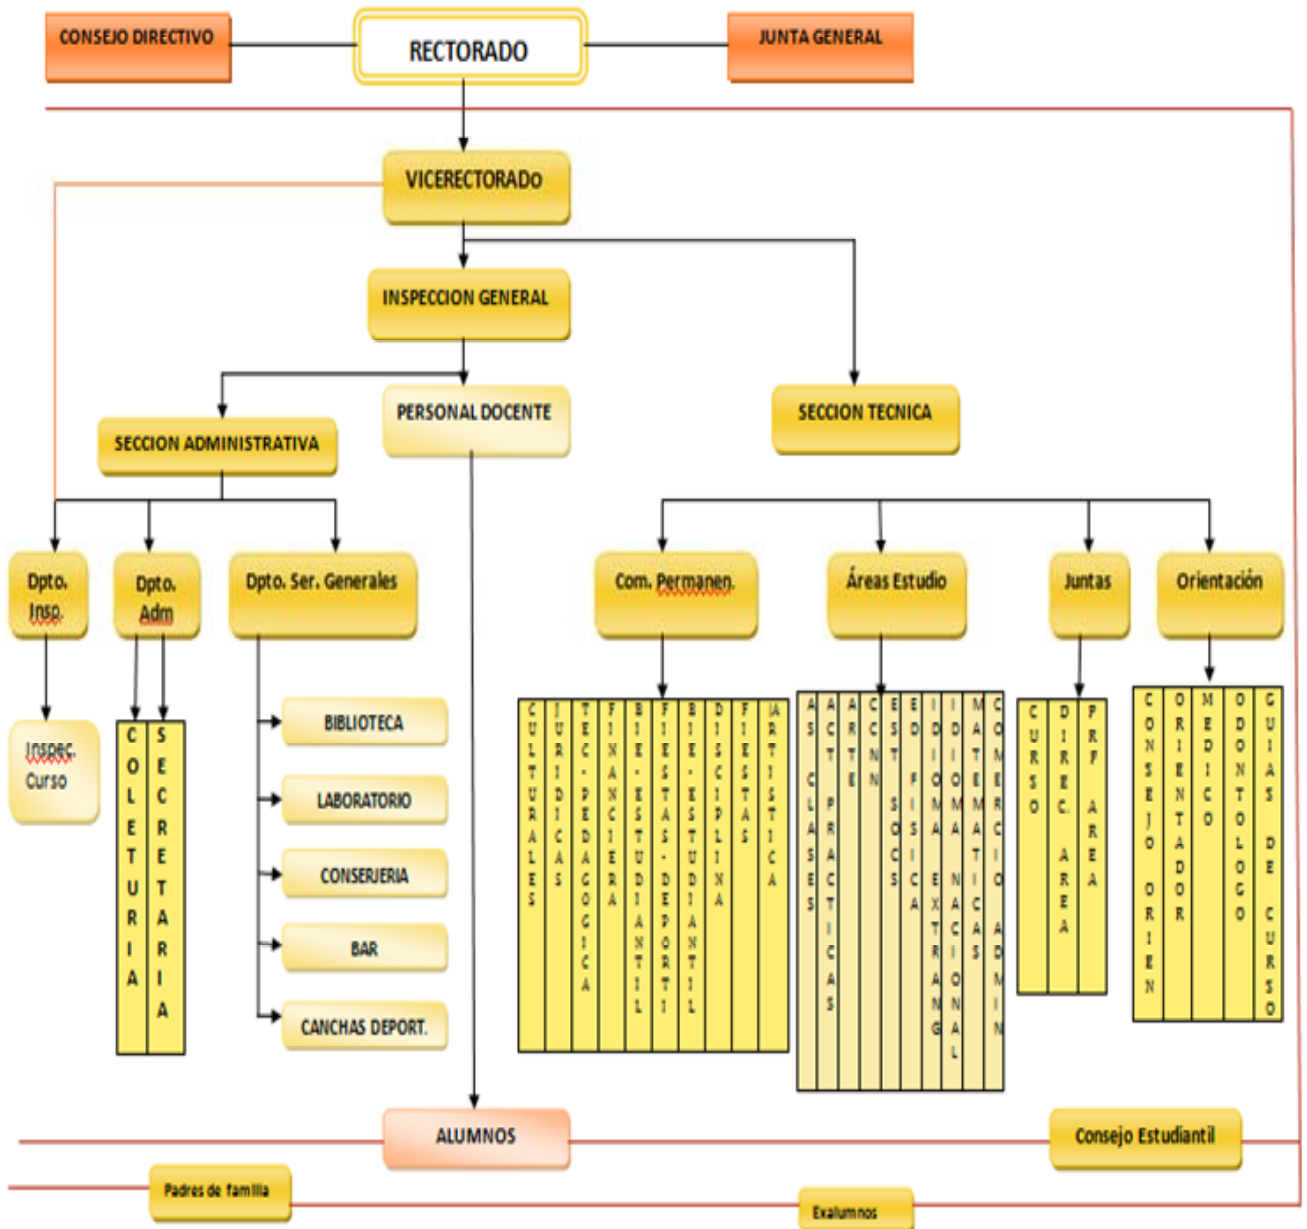 CONSEJO DIRECTIVO
RECTORADO
JUNTA GENERAL
VICERECTORADO
INSPECCION GENERAL
PERSONAL DOCENTE
SECCION TECNICA
SECCION ADMINISTRATIVA
Dpto.
Insp.
Dpto.
Adm
Dpto. Ser. Generales
Com. Permanen.
Áreas Estudio
Juntas
Orientación
Inspec.
Curso
COLETURIA
SECRETARIA
BIBLIOTECA
LABORATORIO
CONSERJERIA
BAR
CANCHAS DEPORT.
CULTURALES
JURIDICAS
TEC-PEDAGOGICA
FINANCIERA
BIE-ESTUDIANTIL
FIESTAS-DEPORTI
BIE-ESTUDIANTIL
DISCIPLINA
FIESTAS
ARTISTICA
AS CLASES
ACT PRACTICAS
ARTE
CCNN
EST SOCS
ED FISICA
IDIOMA EXTRANG
IDIOMA NACIONAL
MATEMATICAS
COMERCIO ADMIN
CURSO
DIREC. AREA
PRF AREA
CONSEJO ORIEN
ORIENTADOR
MEDICO
ODONTOLOGO
GUIAS DE CURSO
ALUMNOS
Consejo Estudiantil
Padres de familia
Exalumnos